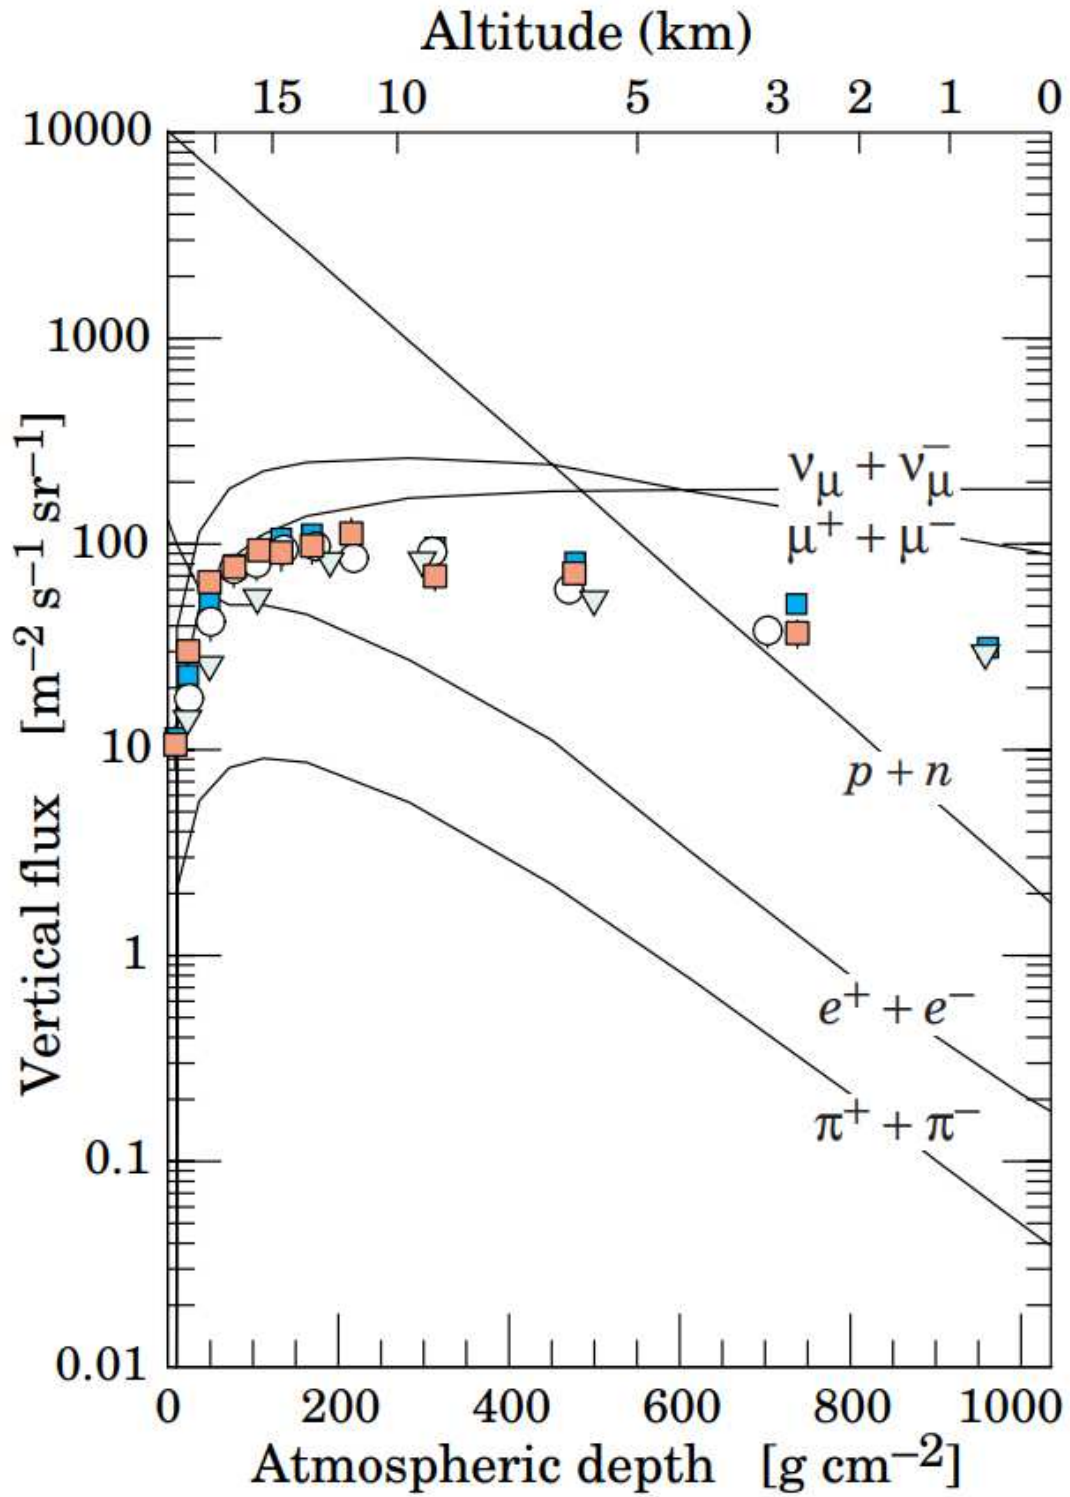 Altitude (km)
15 10 5 3 2 1 0
10000
1000
100
10
1
0.1
0.01
Vertical flux [m⁻² s⁻¹ sr⁻¹]
νμ + ν̄μ
μ⁺ + μ⁻
p + n
e⁺ + e⁻
π⁺ + π⁻
0 200 400 600 800 1000
Atmospheric depth [g cm⁻²]